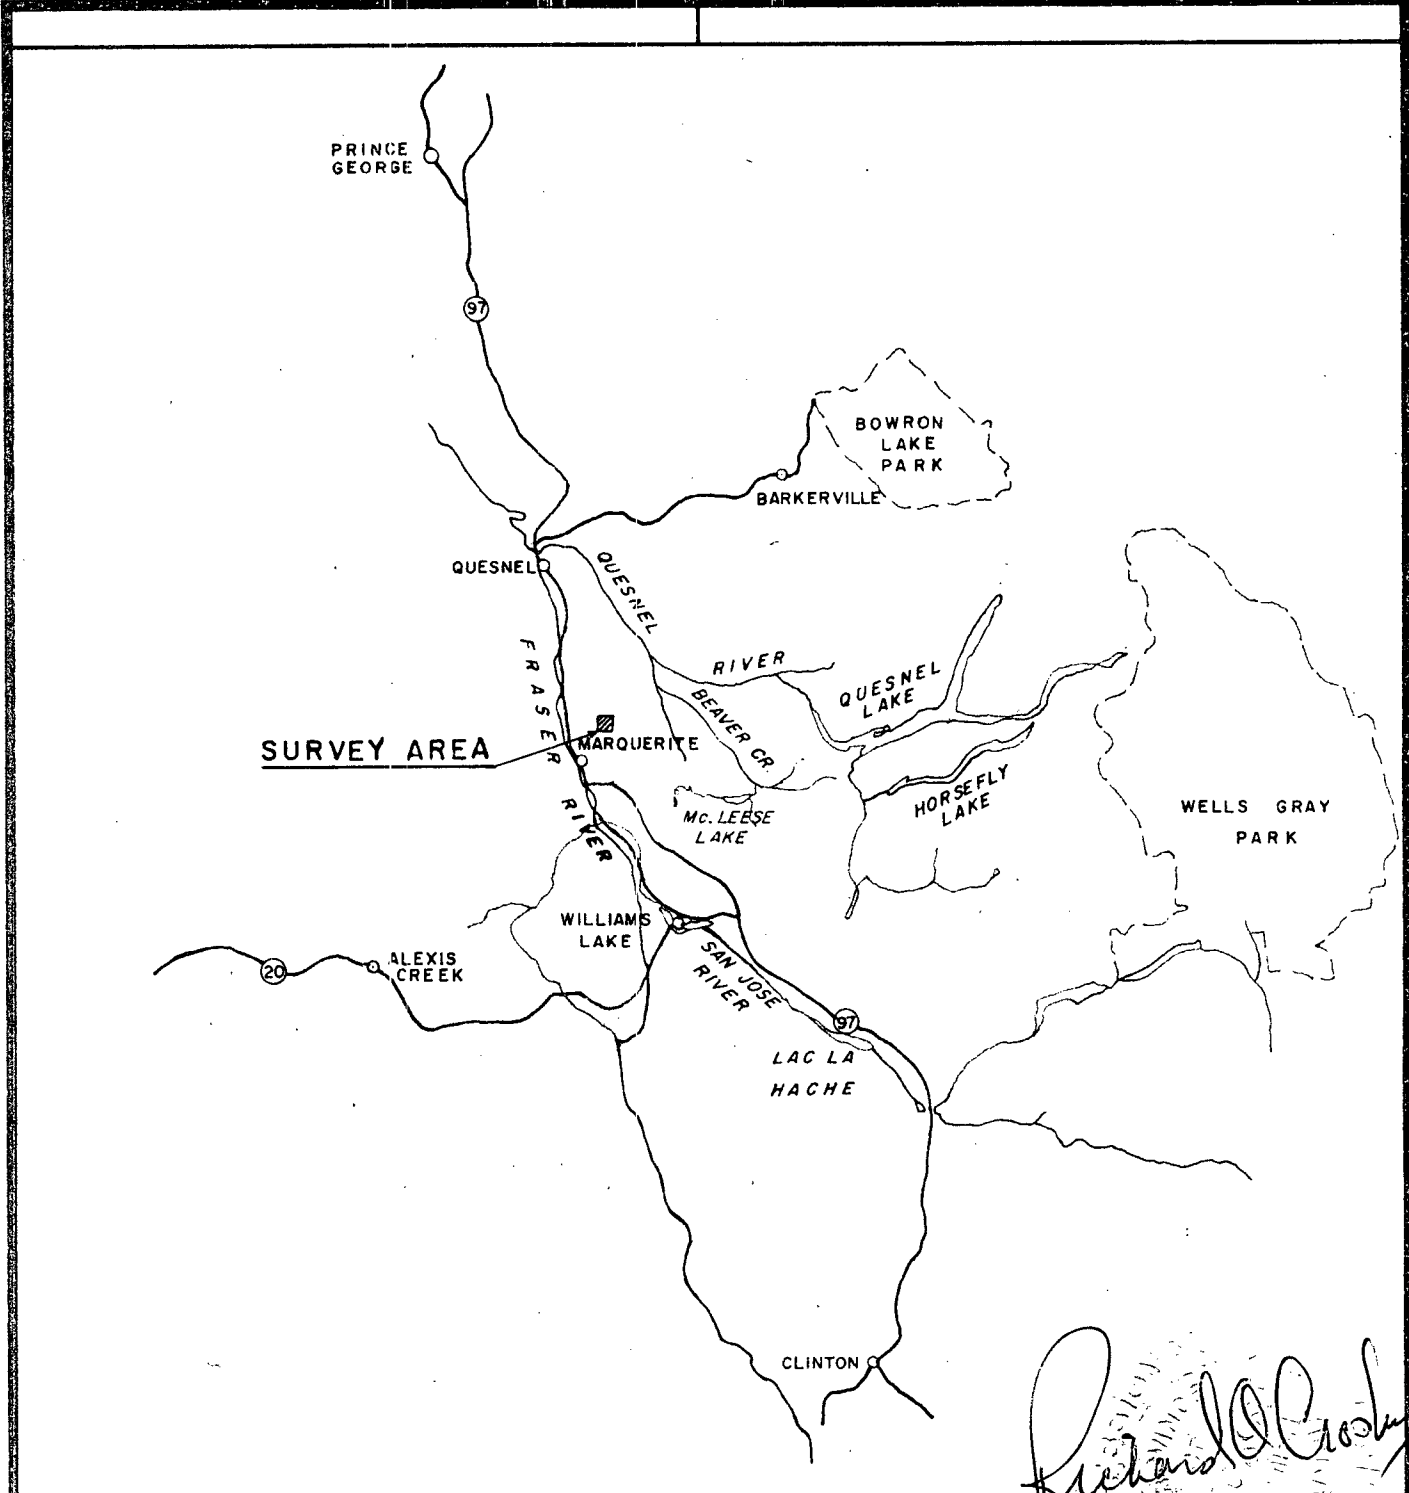 PRINCE
GEORGE
97
BOWRON
LAKE
PARK
BARKERVILLE
QUESNEL
QUESNEL
RIVER
FRASER
RIVER
QUESNEL
LAKE
BEAVER CR.
SURVEY AREA
MARQUERITE
HORSEFLY
LAKE
Mc. LEESE
LAKE
WELLS GRAY
PARK
WILLIAMS
LAKE
ALEXIS
CREEK
20
SAN JOSE
RIVER
97
LAC LA
HACHE
CLINTON
Richard O Crosby